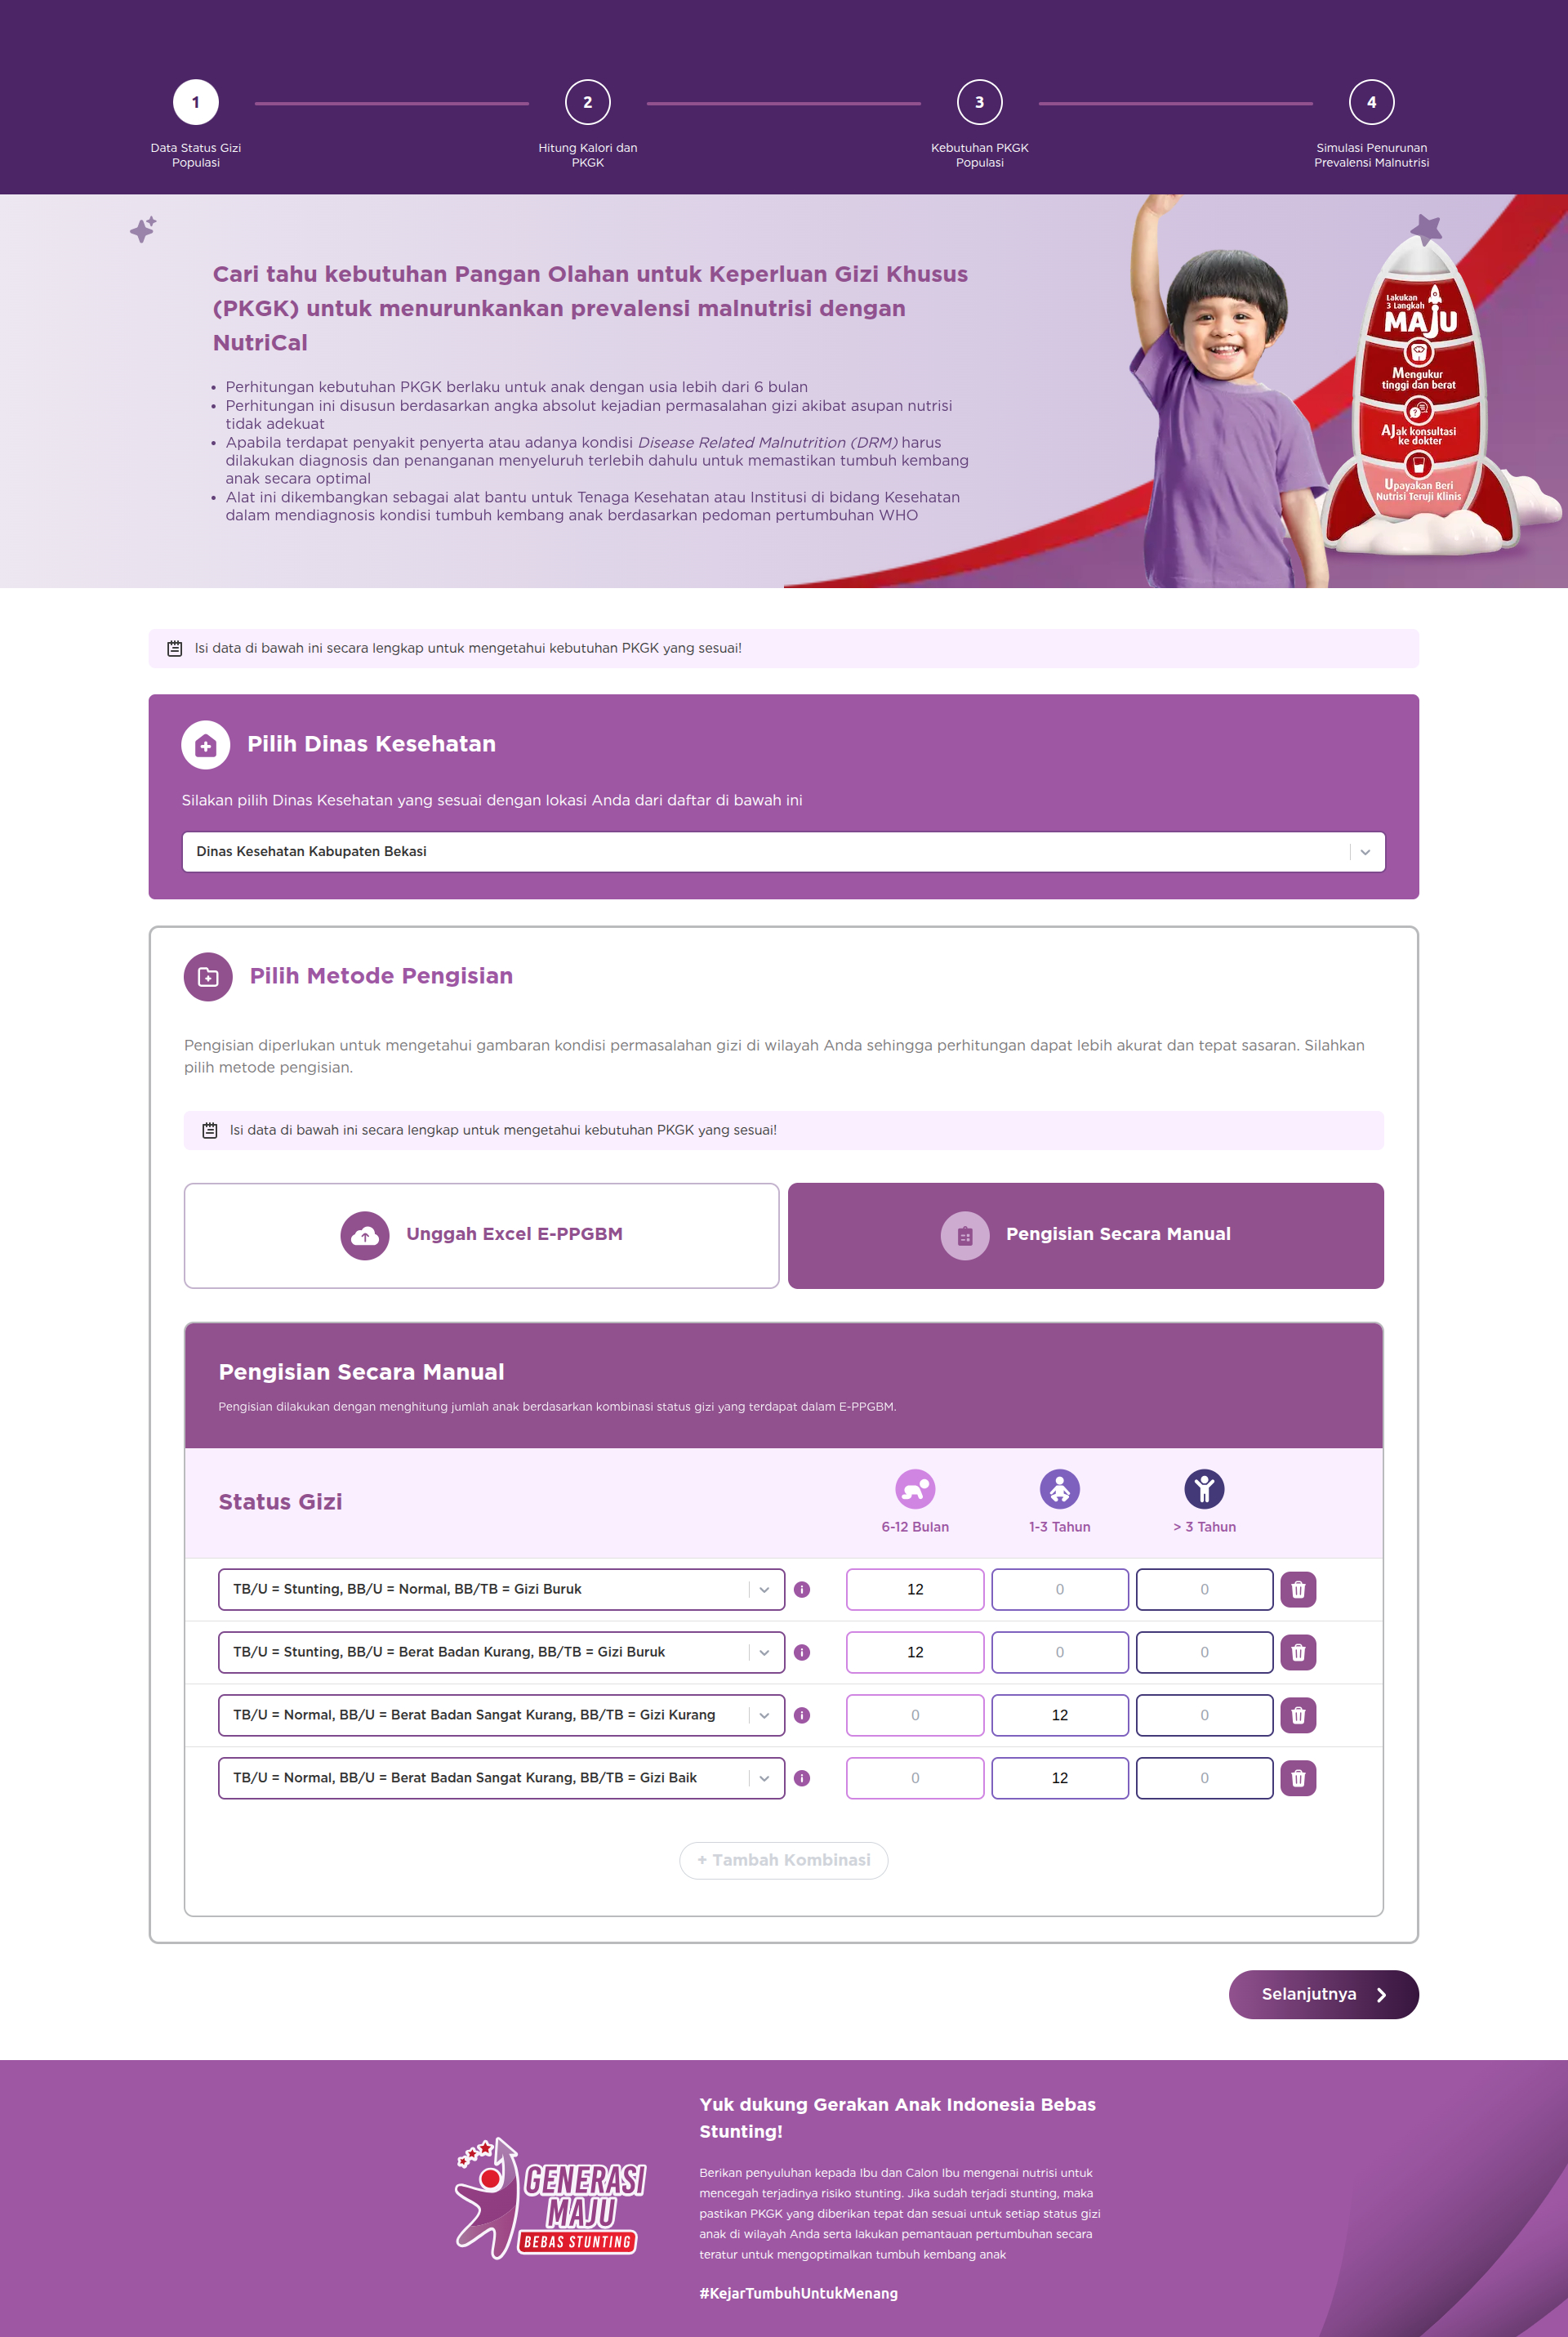 1
2
3
4
Data Status Gizi
Populasi
Hitung Kalori dan
PKGK
Kebutuhan PKGK
Populasi
Simulasi Penurunan
Prevalensi Malnutrisi
Cari tahu kebutuhan Pangan Olahan untuk Keperluan Gizi Khusus
(PKGK) untuk menurunkankan prevalensi malnutrisi dengan
NutriCal
• Perhitungan kebutuhan PKGK berlaku untuk anak dengan usia lebih dari 6 bulan
• Perhitungan ini disusun berdasarkan angka absolut kejadian permasalahan gizi akibat asupan nutrisi
tidak adekuat
• Apabila terdapat penyakit penyerta atau adanya kondisi Disease Related Malnutrition (DRM) harus
dilakukan diagnosis dan penanganan menyeluruh terlebih dahulu untuk memastikan tumbuh kembang
anak secara optimal
• Alat ini dikembangkan sebagai alat bantu untuk Tenaga Kesehatan atau Institusi di bidang Kesehatan
dalam mendiagnosis kondisi tumbuh kembang anak berdasarkan pedoman pertumbuhan WHO
Lakukan
3 Langkah
MAJU
Mengukur
tinggi dan berat
AJak konsultasi
ke dokter
Upayakan Beri
Nutrisi Teruji Klinis
Isi data di bawah ini secara lengkap untuk mengetahui kebutuhan PKGK yang sesuai!
Pilih Dinas Kesehatan
Silakan pilih Dinas Kesehatan yang sesuai dengan lokasi Anda dari daftar di bawah ini
Dinas Kesehatan Kabupaten Bekasi
Pilih Metode Pengisian
Pengisian diperlukan untuk mengetahui gambaran kondisi permasalahan gizi di wilayah Anda sehingga perhitungan dapat lebih akurat dan tepat sasaran. Silahkan
pilih metode pengisian.
Isi data di bawah ini secara lengkap untuk mengetahui kebutuhan PKGK yang sesuai!
Unggah Excel E-PPGBM
Pengisian Secara Manual
Pengisian Secara Manual
Pengisian dilakukan dengan menghitung jumlah anak berdasarkan kombinasi status gizi yang terdapat dalam E-PPGBM.
Status Gizi
6-12 Bulan
1-3 Tahun
> 3 Tahun
TB/U = Stunting, BB/U = Normal, BB/TB = Gizi Buruk 12 0 0
TB/U = Stunting, BB/U = Berat Badan Kurang, BB/TB = Gizi Buruk 12 0 0
TB/U = Normal, BB/U = Berat Badan Sangat Kurang, BB/TB = Gizi Kurang 0 12 0
TB/U = Normal, BB/U = Berat Badan Sangat Kurang, BB/TB = Gizi Baik 0 12 0
+ Tambah Kombinasi
Selanjutnya
GENERASI
MAJU
BEBAS STUNTING
Yuk dukung Gerakan Anak Indonesia Bebas
Stunting!
Berikan penyuluhan kepada Ibu dan Calon Ibu mengenai nutrisi untuk
mencegah terjadinya risiko stunting. Jika sudah terjadi stunting, maka
pastikan PKGK yang diberikan tepat dan sesuai untuk setiap status gizi
anak di wilayah Anda serta lakukan pemantauan pertumbuhan secara
teratur untuk mengoptimalkan tumbuh kembang anak
#KejarTumbuhUntukMenang